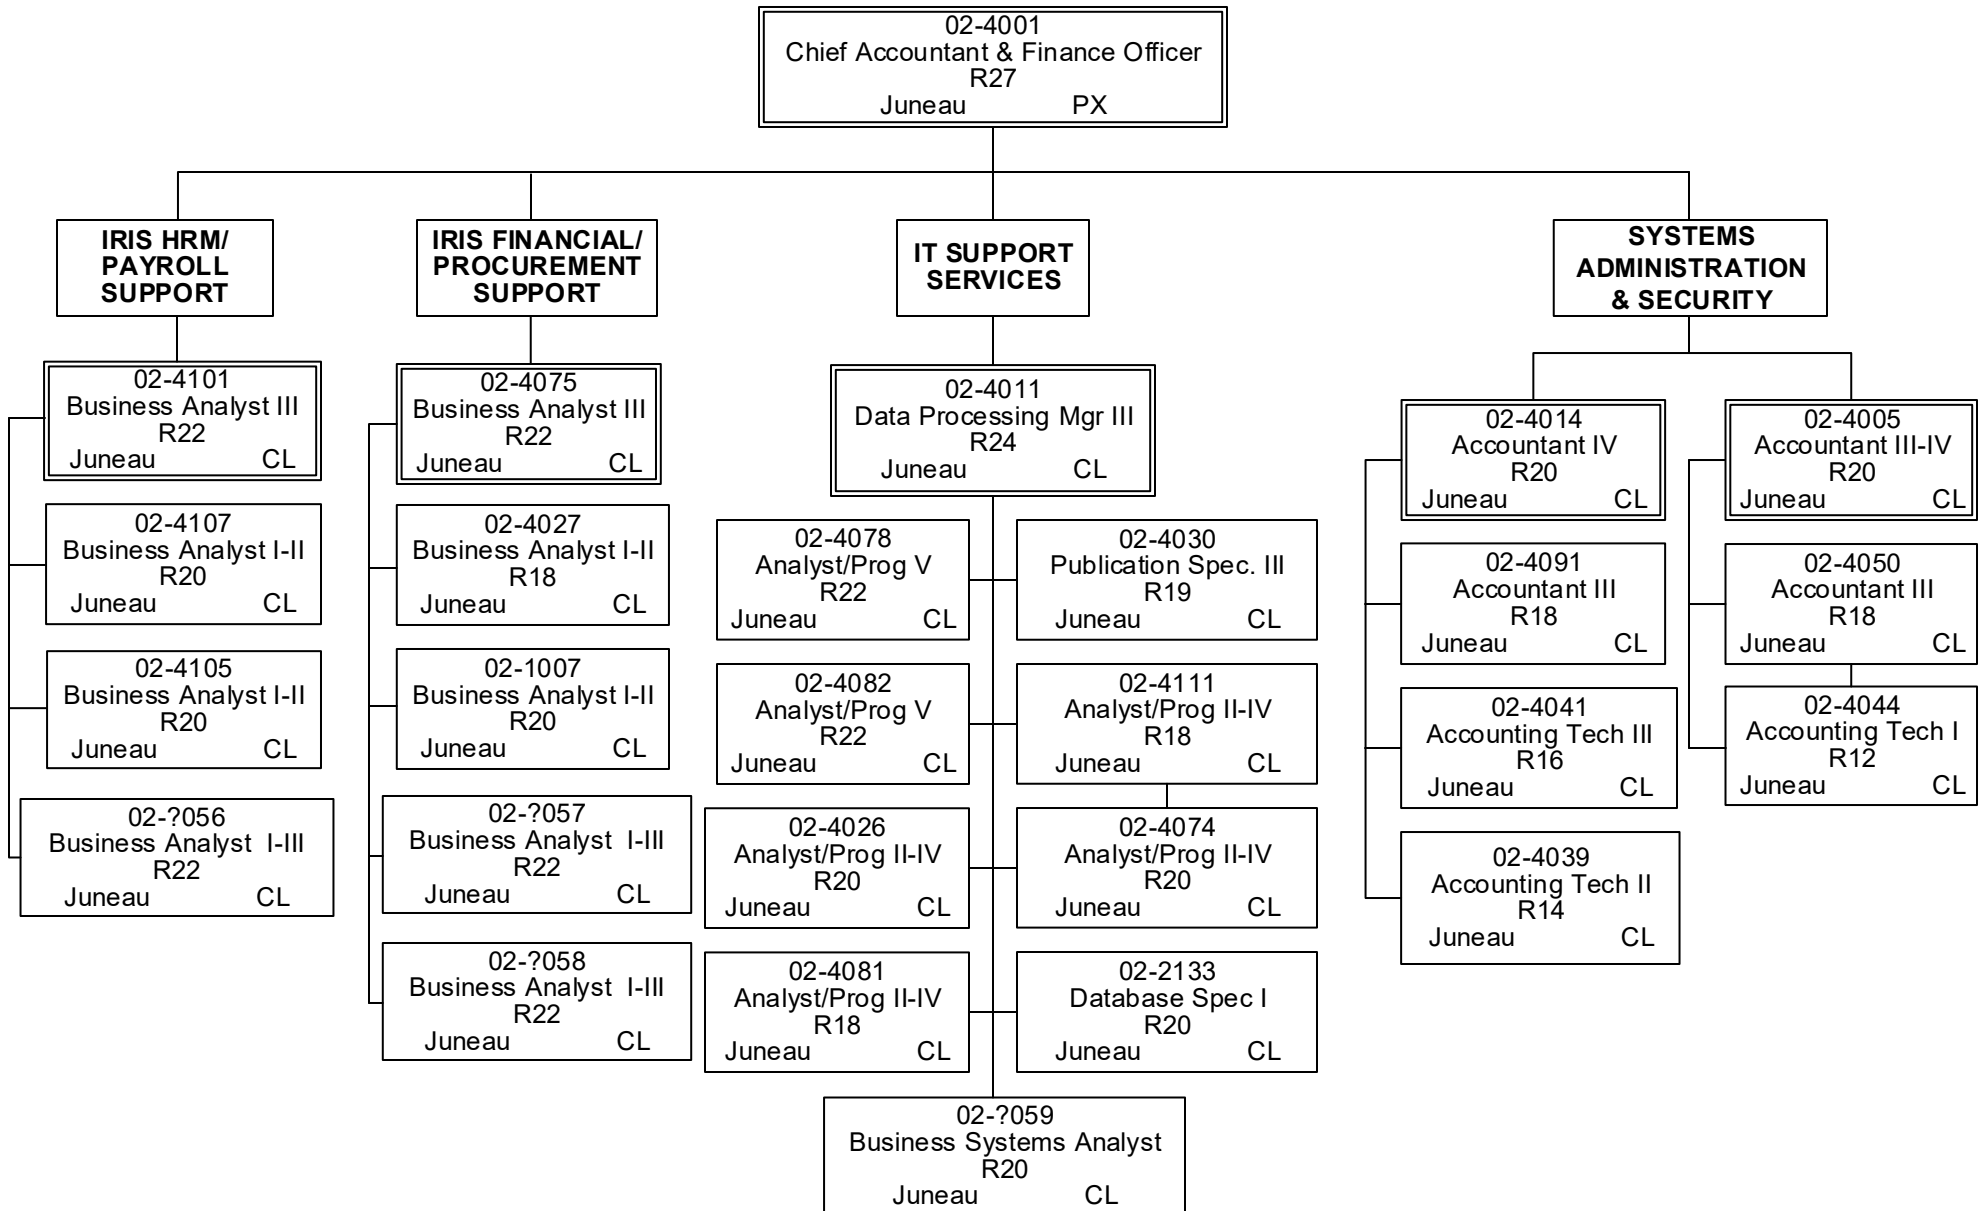 02-4001
Chief Accountant & Finance Officer
R27
Juneau PX
IRIS HRM/
PAYROLL
SUPPORT
02-4101
Business Analyst III
R22
Juneau CL
02-4107
Business Analyst I-II
R20
Juneau CL
02-4105
Business Analyst I-II
R20
Juneau CL
02-?056
Business Analyst I-III
R22
Juneau CL
IRIS FINANCIAL/
PROCUREMENT
SUPPORT
02-4075
Business Analyst III
R22
Juneau CL
02-4027
Business Analyst I-II
R18
Juneau CL
02-1007
Business Analyst I-II
R20
Juneau CL
02-?057
Business Analyst I-III
R22
Juneau CL
02-?058
Business Analyst I-III
R22
Juneau CL
IT SUPPORT
SERVICES
02-4011
Data Processing Mgr III
R24
Juneau CL
02-4078
Analyst/Prog V
R22
Juneau CL
02-4030
Publication Spec. III
R19
Juneau CL
02-4082
Analyst/Prog V
R22
Juneau CL
02-4111
Analyst/Prog II-IV
R18
Juneau CL
02-4026
Analyst/Prog II-IV
R20
Juneau CL
02-4074
Analyst/Prog II-IV
R20
Juneau CL
02-4081
Analyst/Prog II-IV
R18
Juneau CL
02-2133
Database Spec I
R20
Juneau CL
02-?059
Business Systems Analyst
R20
Juneau CL
SYSTEMS
ADMINISTRATION
& SECURITY
02-4014
Accountant IV
R20
Juneau CL
02-4091
Accountant III
R18
Juneau CL
02-4041
Accounting Tech III
R16
Juneau CL
02-4039
Accounting Tech II
R14
Juneau CL
02-4005
Accountant III-IV
R20
Juneau CL
02-4050
Accountant III
R18
Juneau CL
02-4044
Accounting Tech I
R12
Juneau CL